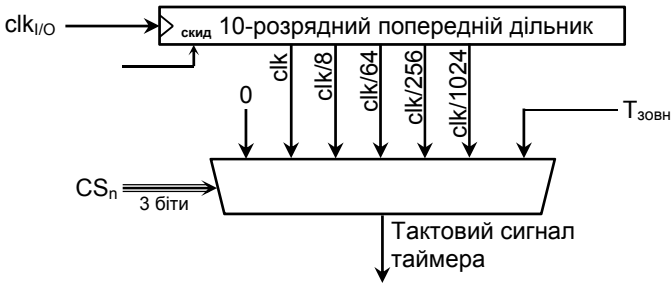 clkI/O
скид 10-розрядний попередній дільник
clk
clk/8
clk/64
clk/256
clk/1024
0
Tзовн
CSn
3 біти
Тактовий сигнал
таймера